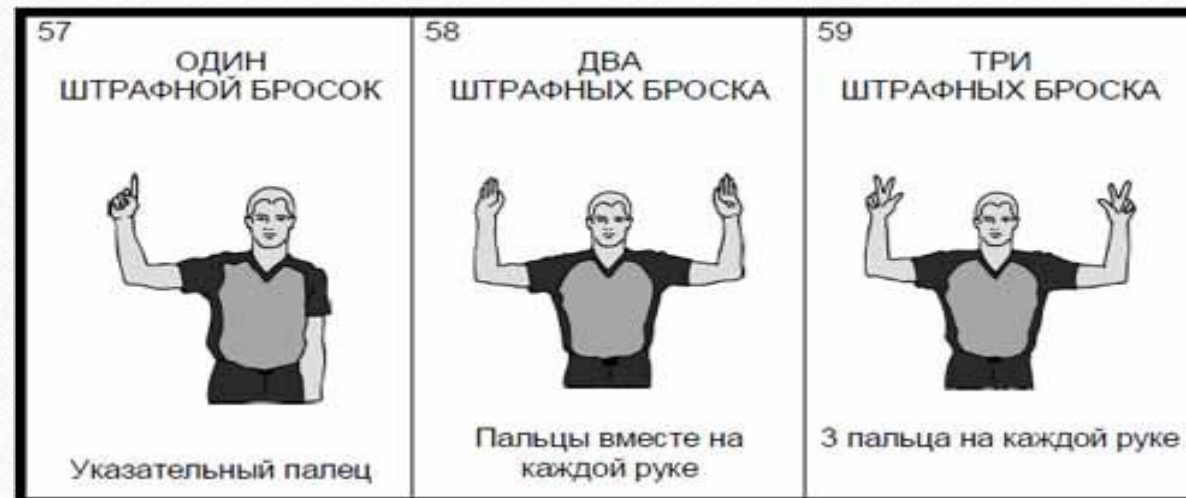 57
ОДИН
ШТРАФНОЙ БРОСОК
Указательный палец
58
ДВА
ШТРАФНЫХ БРОСКА
Пальцы вместе на
каждой руке
59
ТРИ
ШТРАФНЫХ БРОСКА
3 пальца на каждой руке